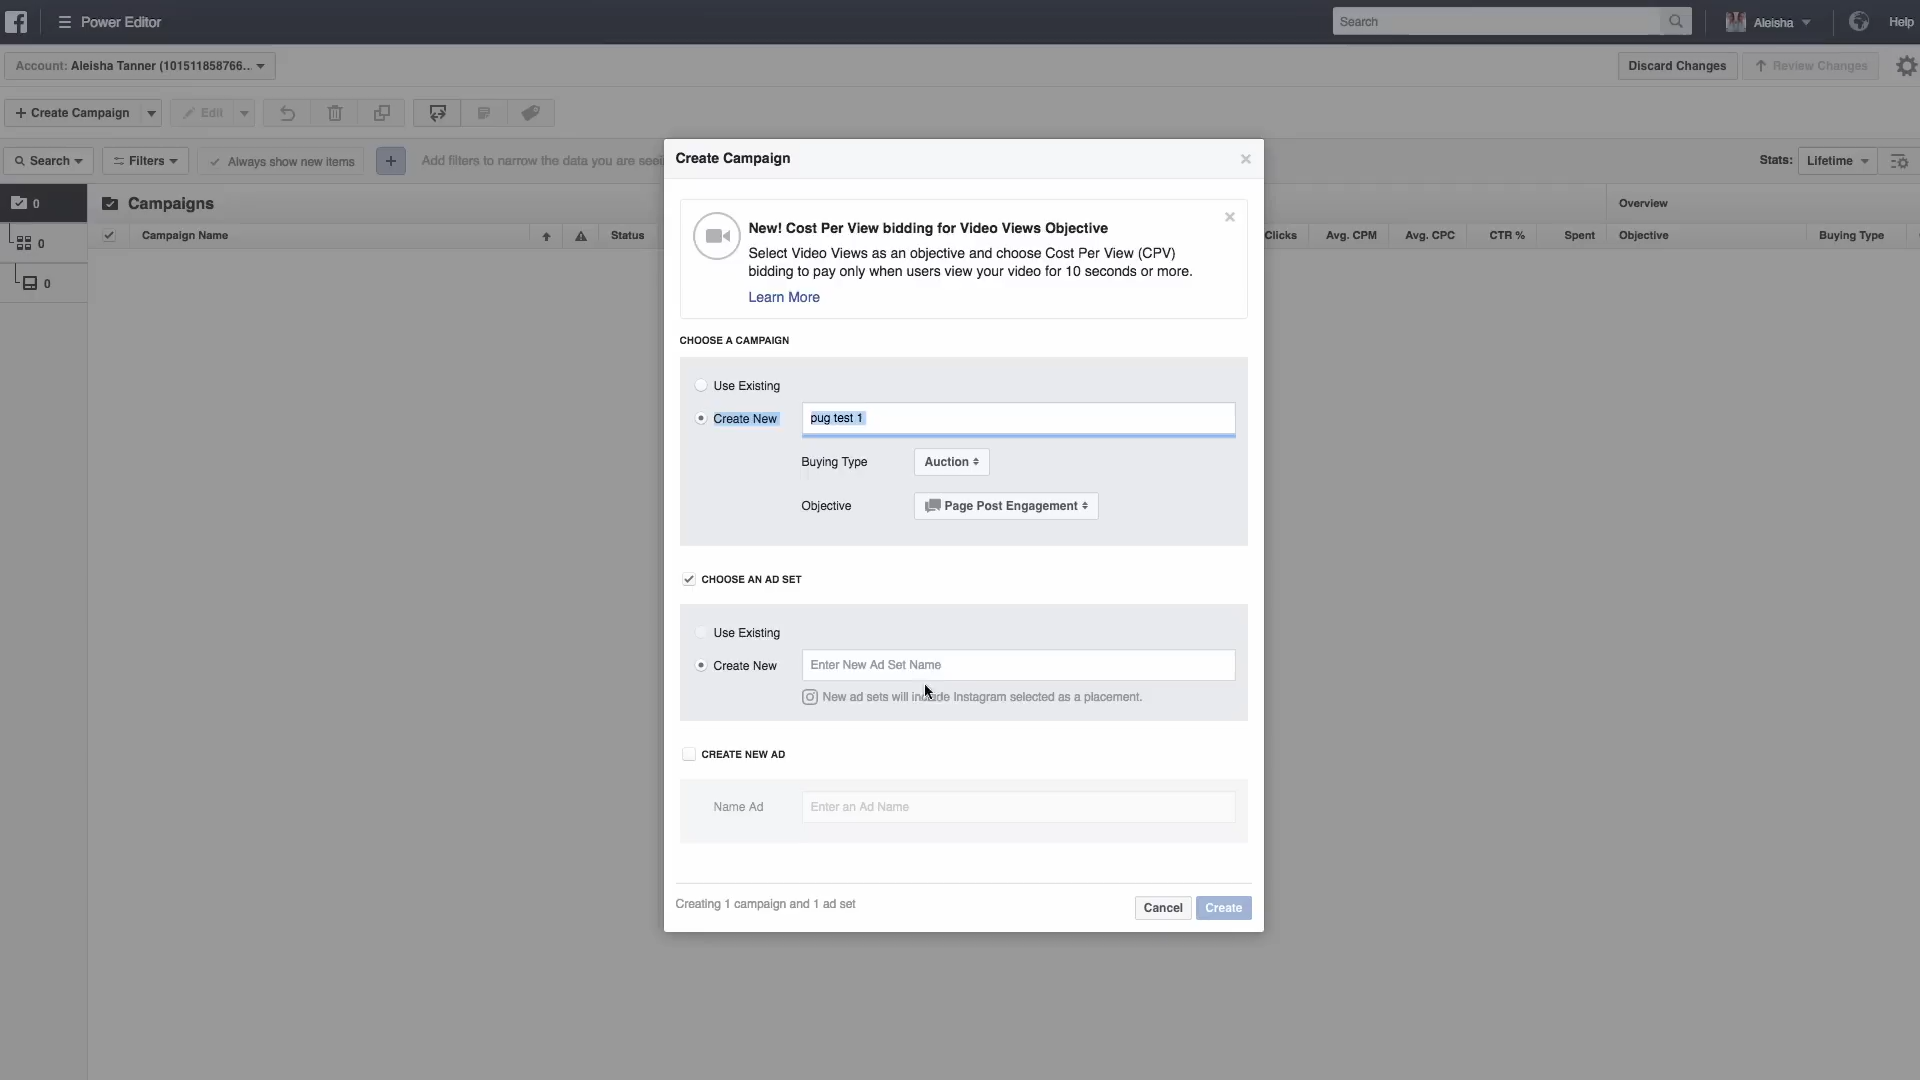 Power Editor
Search
Aleisha
Help
Account: Aleisha Tanner (101511858766...
Discard Changes
Review Changes
+ Create Campaign
Edit
Search
Filters
Always show new items
+
Add filters to narrow the data you are seei
Stats:
Lifetime
0
Campaigns
Overview
0
Campaign Name
Status
Clicks
Avg. CPM
Avg. CPC
CTR %
Spent
Objective
Buying Type
0
Create Campaign
New! Cost Per View bidding for Video Views Objective
Select Video Views as an objective and choose Cost Per View (CPV)
bidding to pay only when users view your video for 10 seconds or more.
Learn More
CHOOSE A CAMPAIGN
Use Existing
Create New
pug test 1
Buying Type
Auction
Objective
Page Post Engagement
CHOOSE AN AD SET
Use Existing
Create New
Enter New Ad Set Name
New ad sets will include Instagram selected as a placement.
CREATE NEW AD
Name Ad
Enter an Ad Name
Creating 1 campaign and 1 ad set
Cancel
Create